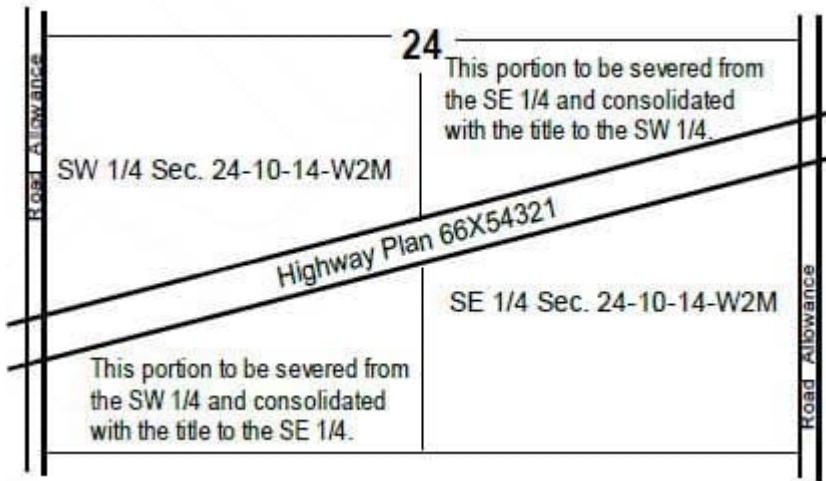 24
Road Allowance
This portion to be severed from
the SE 1/4 and consolidated
with the title to the SW 1/4.
SW 1/4 Sec. 24-10-14-W2M
Highway Plan 66X54321
SE 1/4 Sec. 24-10-14-W2M
This portion to be severed from
the SW 1/4 and consolidated
with the title to the SE 1/4.
Road Allowance